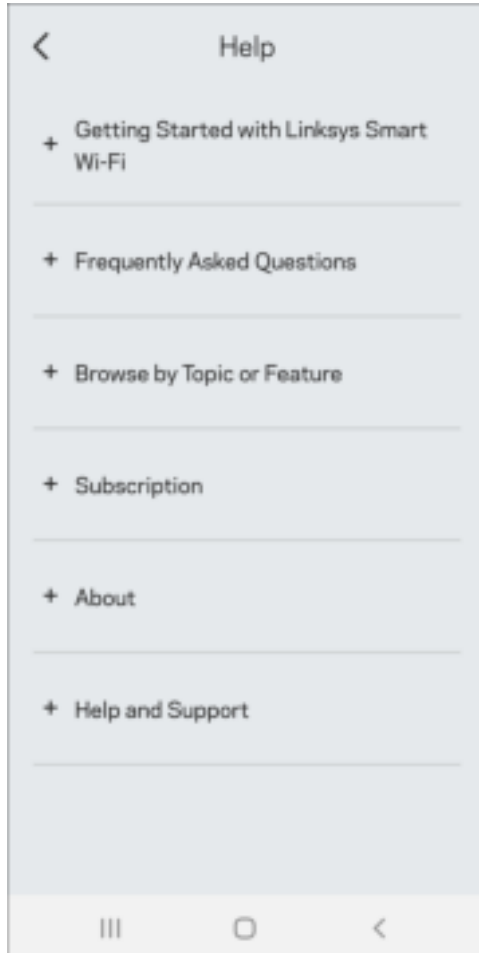 Help
+ Getting Started with Linksys Smart
Wi-Fi
+ Frequently Asked Questions
+ Browse by Topic or Feature
+ Subscription
+ About
+ Help and Support